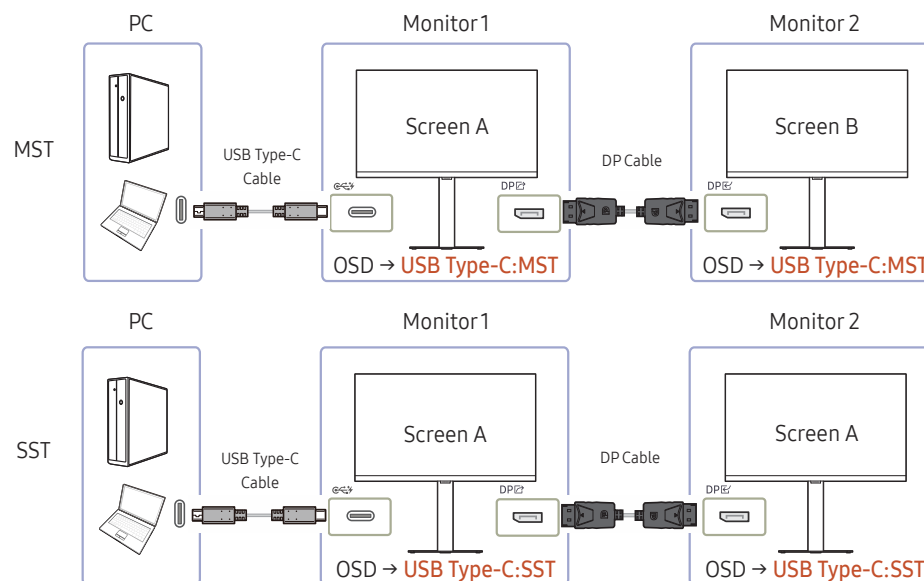 PC
Monitor 1
Monitor 2
MST
USB Type-C
Cable
Screen A
DP
DP Cable
DP
Screen B
OSD → USB Type-C:MST
OSD → USB Type-C:MST
PC
Monitor 1
Monitor 2
SST
USB Type-C
Cable
Screen A
DP
DP Cable
DP
Screen A
OSD → USB Type-C:SST
OSD → USB Type-C:SST